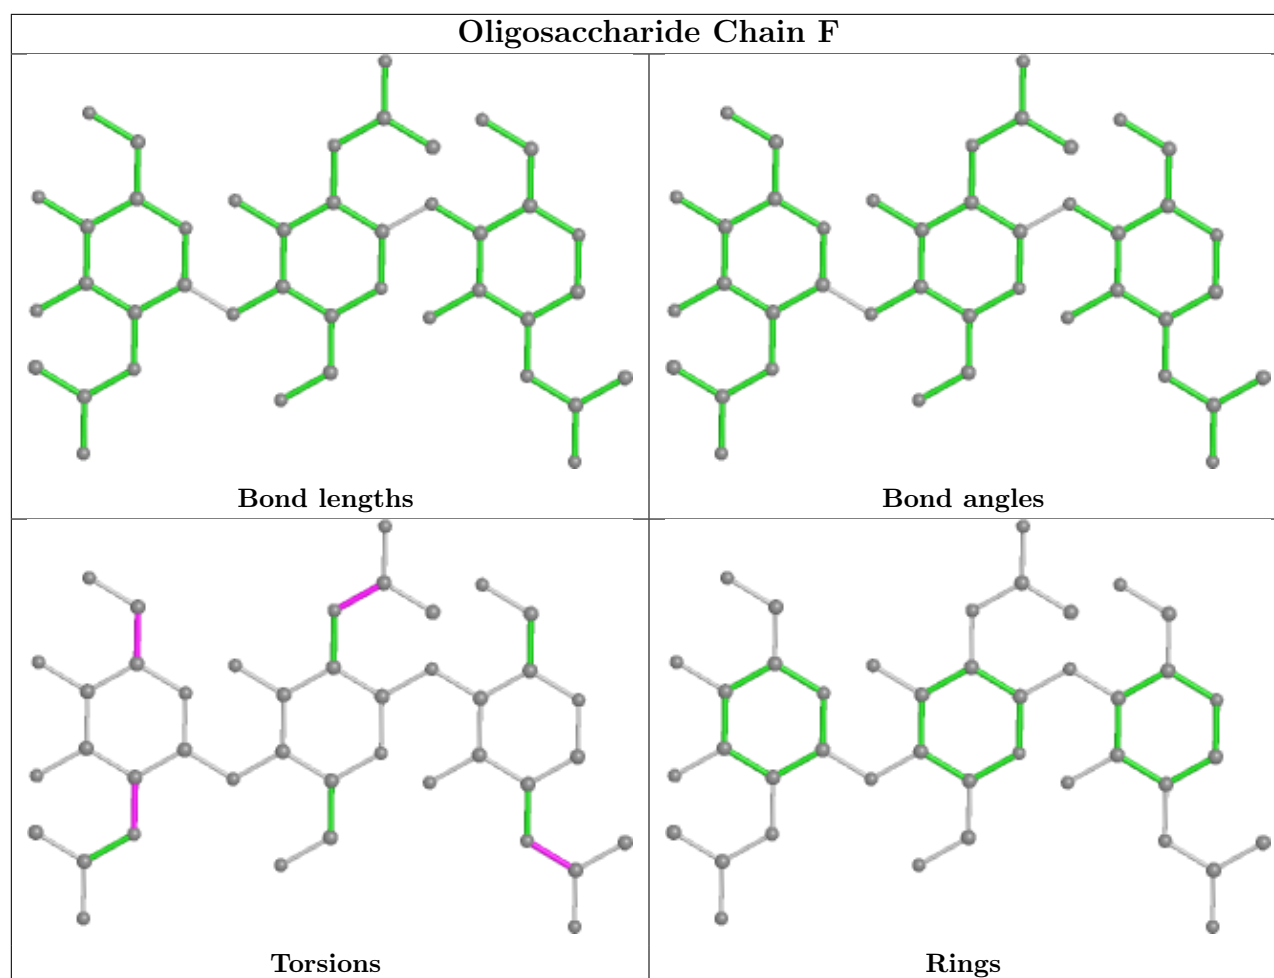 Oligosaccharide Chain F
Bond lengths
Bond angles
Torsions
Rings